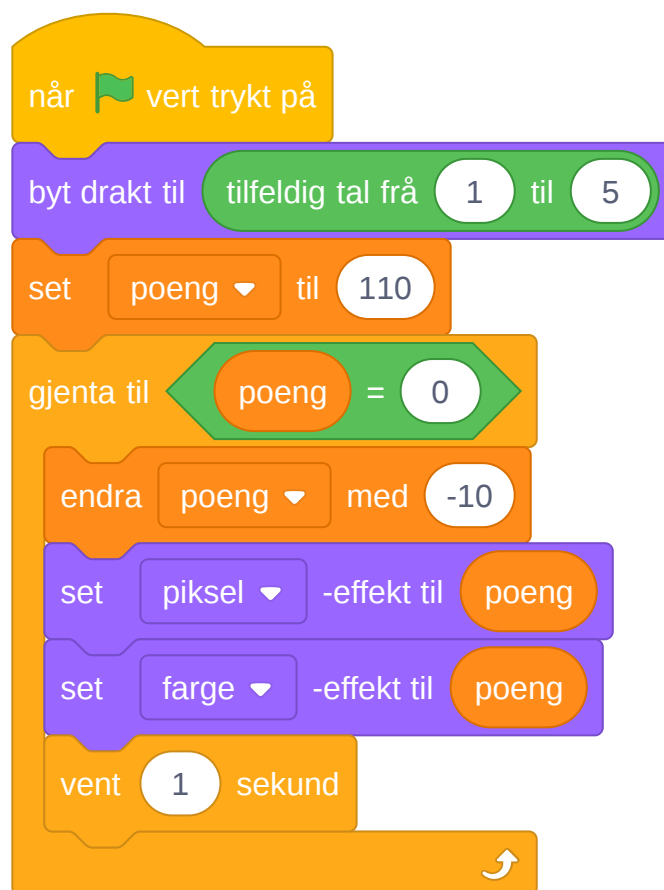 når vert trykt på
byt drakt til tilfeldig tal frå 1 til 5
set poeng til 110
gjenta til poeng = 0
endra poeng med -10
set piksel -effekt til poeng
set farge -effekt til poeng
vent 1 sekund